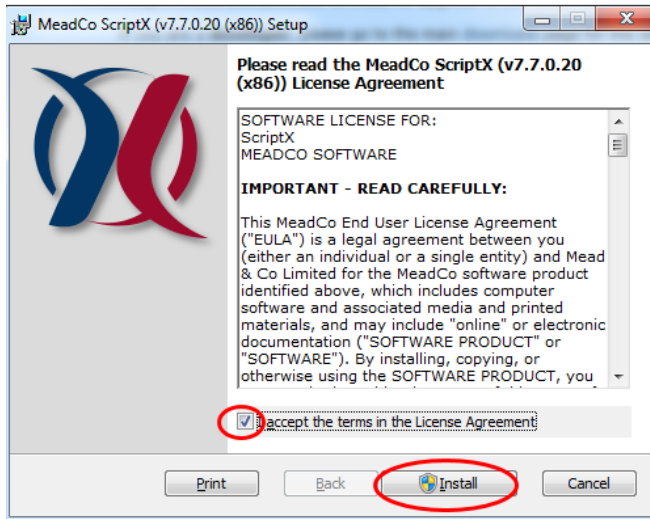 MeadCo ScriptX (v7.7.0.20 (x86)) Setup
Please read the MeadCo ScriptX (v7.7.0.20
(x86)) License Agreement
SOFTWARE LICENSE FOR:
ScriptX
MEADCO SOFTWARE
IMPORTANT - READ CAREFULLY:
This MeadCo End User License Agreement
("EULA") is a legal agreement between you
(either an individual or a single entity) and Mead
& Co Limited for the MeadCo software product
identified above, which includes computer
software and associated media and printed
materials, and may include "online" or electronic
documentation ("SOFTWARE PRODUCT" or
"SOFTWARE"). By installing, copying, or
otherwise using the SOFTWARE PRODUCT, you
I accept the terms in the License Agreement
Print Back Install Cancel